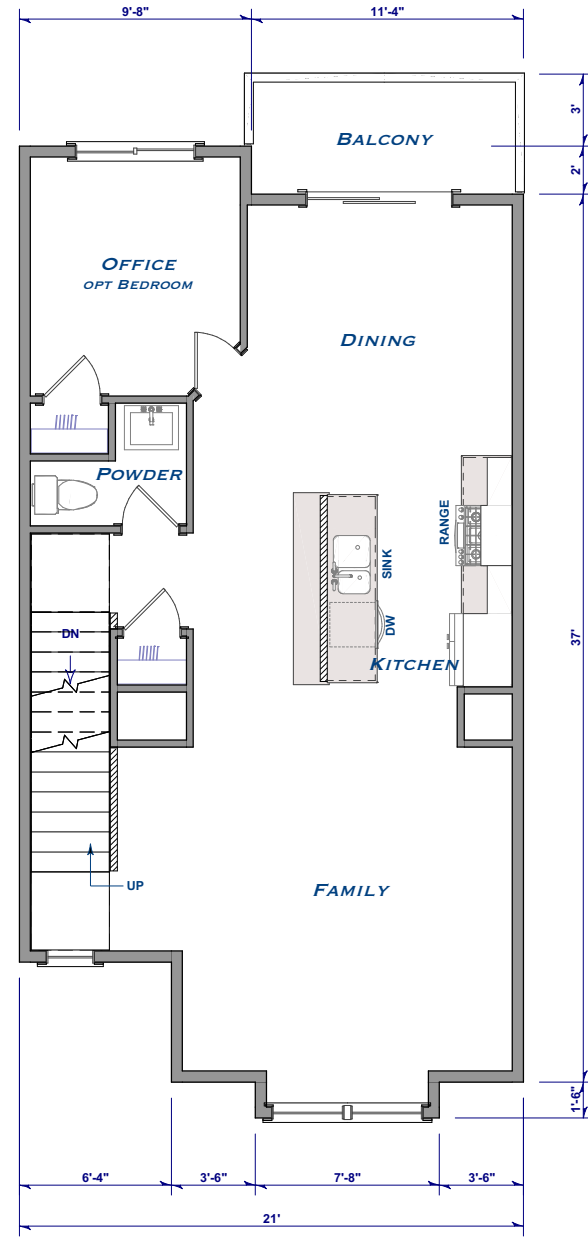 9'-8"
11'-4"
3'
BALCONY
2'
OFFICE
OPT BEDROOM
DINING
POWDER
RANGE
SINK
DW
DN
KITCHEN
37'
UP
FAMILY
1'-6"
6'-4"
3'-6"
7'-8"
3'-6"
21'